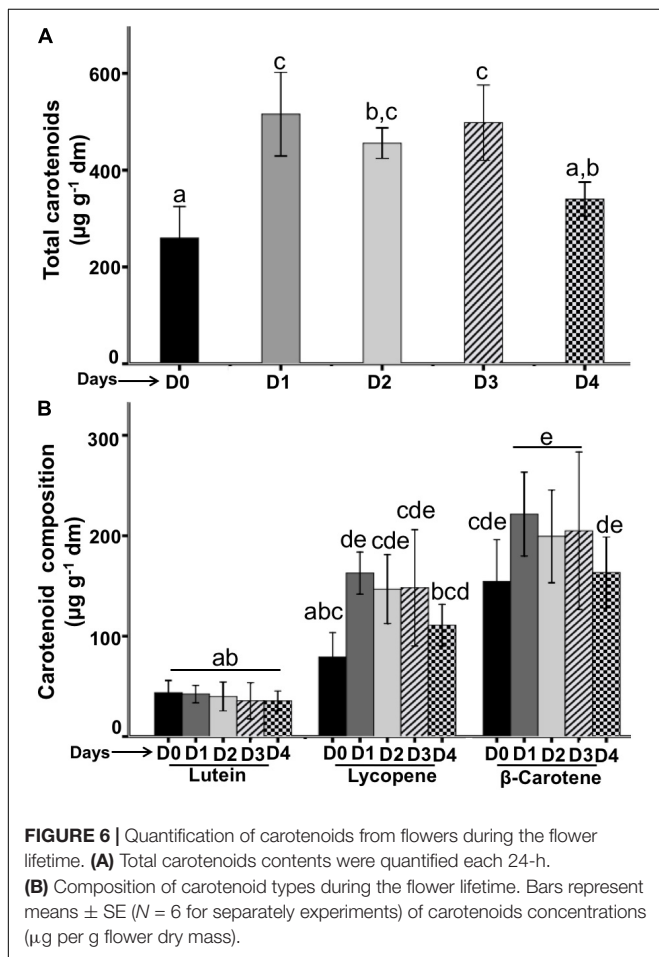 A
Total carotenoids
(µg g-1 dm)
600
400
200
0
a
c
b,c
c
a,b
Days
D0
D1
D2
D3
D4
B
Carotenoid composition
(µg g-1 dm)
300
200
100
0
ab
abc
de
cde
cde
bcd
cde
e
de
Days
D0 D1 D2 D3 D4
D0 D1 D2 D3 D4
D0 D1 D2 D3 D4
Lutein
Lycopene
β-Carotene
FIGURE 6 | Quantification of carotenoids from flowers during the flower
lifetime. (A) Total carotenoids contents were quantified each 24-h.
(B) Composition of carotenoid types during the flower lifetime. Bars represent
means ± SE (N = 6 for separately experiments) of carotenoids concentrations
(µg per g flower dry mass).